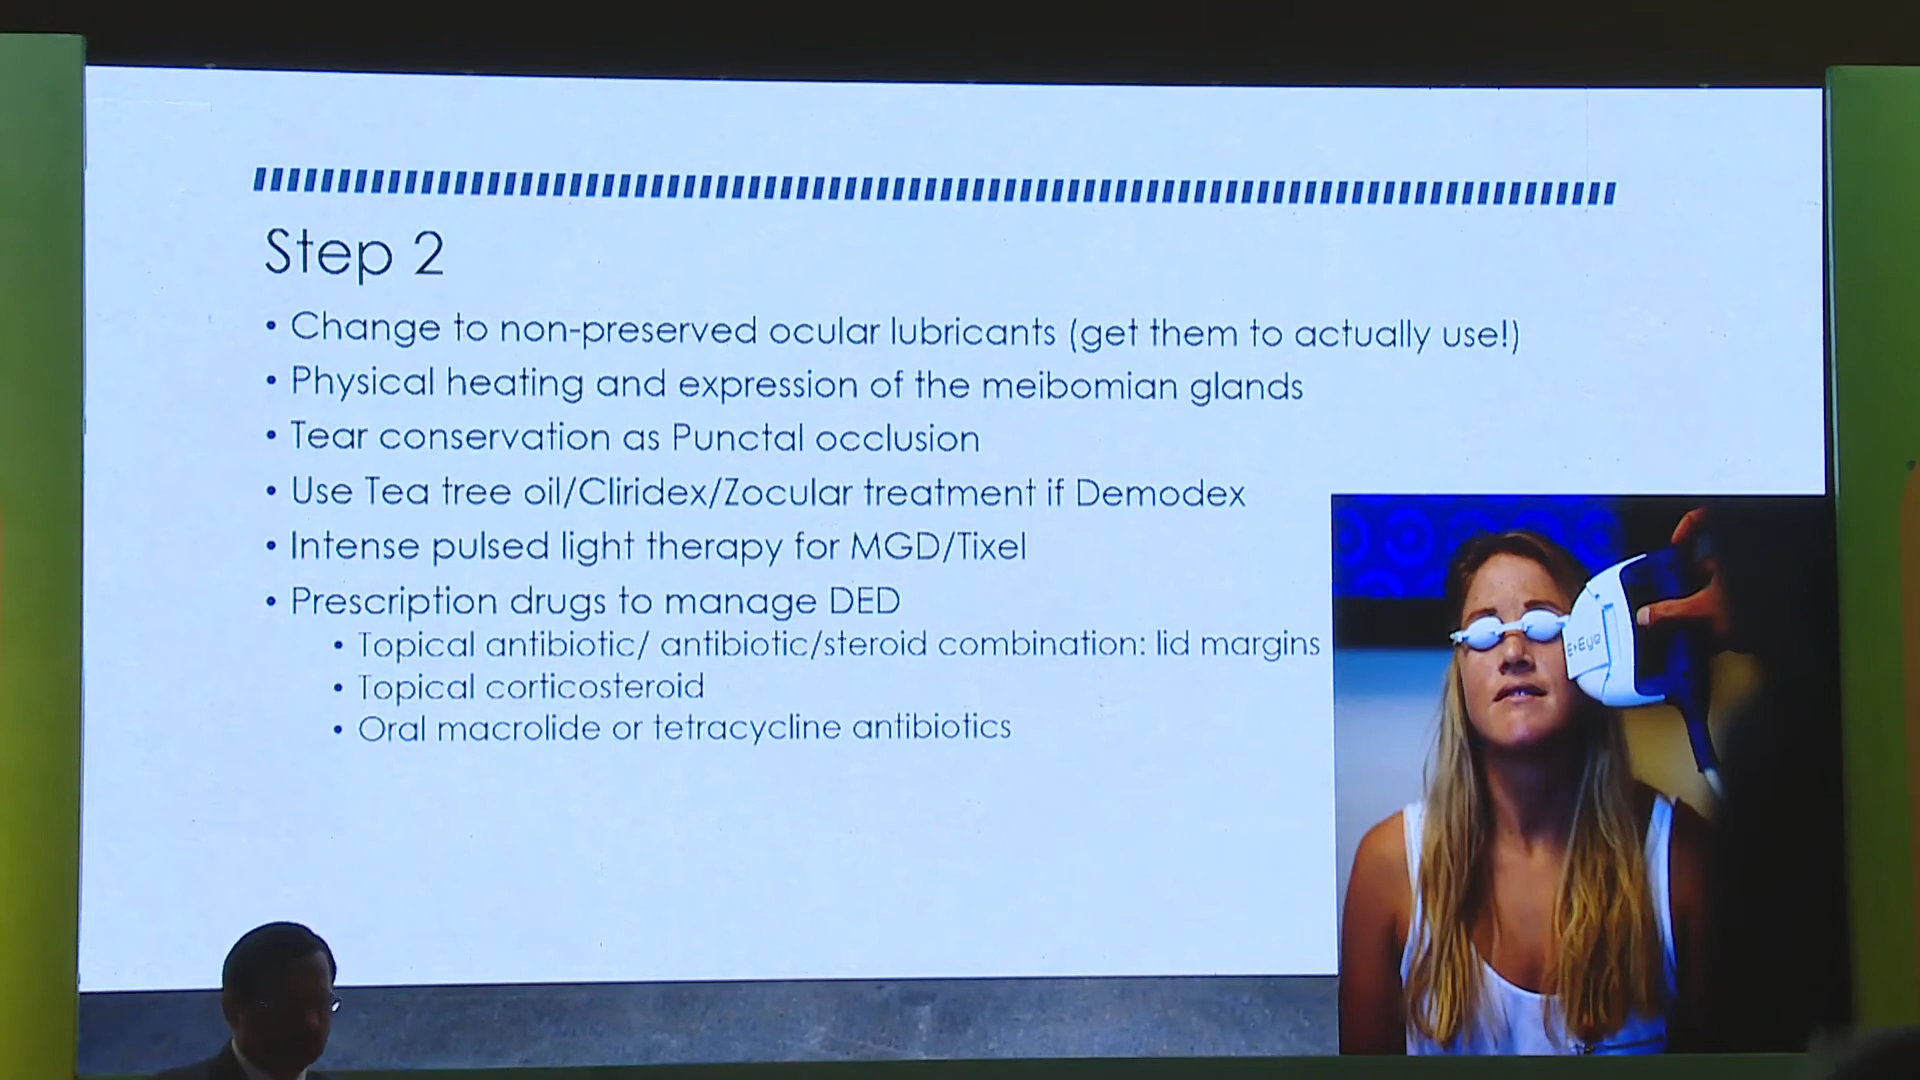 Step 2
• Change to non-preserved ocular lubricants (get them to actually use!)
• Physical heating and expression of the meibomian glands
• Tear conservation as Punctal occlusion
• Use Tea tree oil/Cliridex/Zocular treatment if Demodex
• Intense pulsed light therapy for MGD/Tixel
• Prescription drugs to manage DED
• Topical antibiotic/ antibiotic/steroid combination: lid margins
• Topical corticosteroid
• Oral macrolide or tetracycline antibiotics
E>Eye